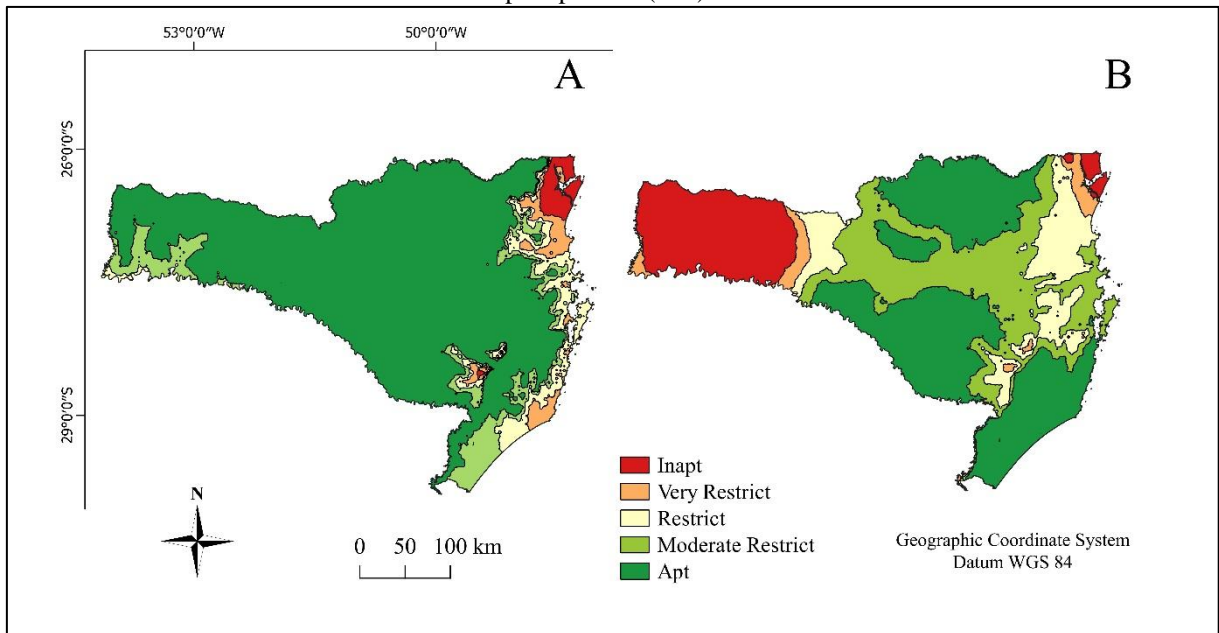 53°0'0"W
50°0'0"W
A
B
26°0'0"S
29°0'0"S
Inapt
Very Restrict
Restrict
Moderate Restrict
Apt
N
0 50 100 km
Geographic Coordinate System
Datum WGS 84